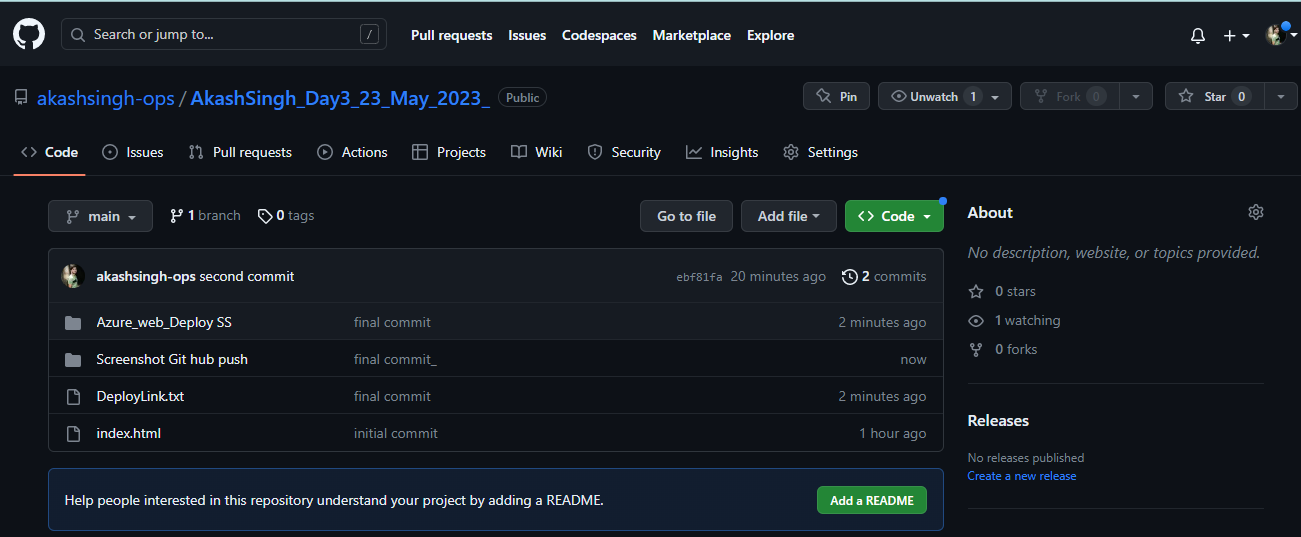 Search or jump to... /
Pull requests Issues Codespaces Marketplace Explore
akashsingh-ops / AkashSingh_Day3_23_May_2023_ Public
Pin Unwatch 1 Fork 0 Star 0
Code Issues Pull requests Actions Projects Wiki Security Insights Settings
main 1 branch 0 tags Go to file Add file Code
akashsingh-ops second commit ebf81fa 20 minutes ago 2 commits
Azure_web_Deploy SS final commit 2 minutes ago
Screenshot Git hub push final commit_ now
DeployLink.txt final commit 2 minutes ago
index.html initial commit 1 hour ago
Help people interested in this repository understand your project by adding a README. Add a README
About
No description, website, or topics provided.
0 stars
1 watching
0 forks
Releases
No releases published
Create a new release